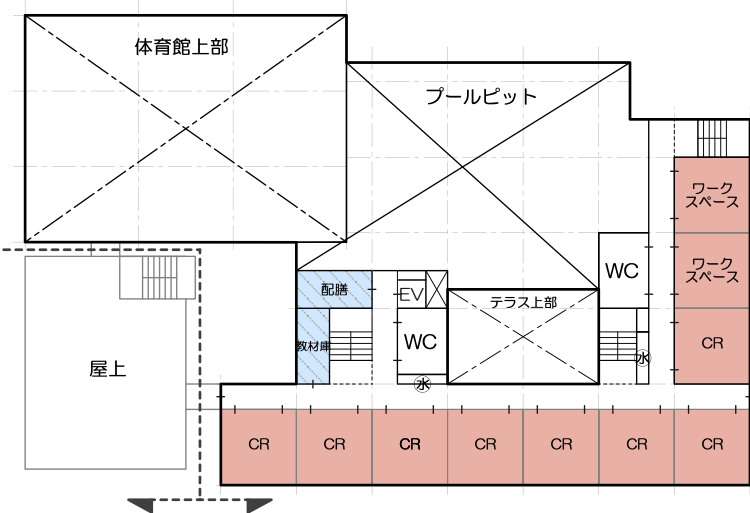 体育館上部
プールピット
ワーク
スペース
WC
ワーク
スペース
配膳
EV
テラス上部
教材庫
WC
水
CR
屋上
水
CR
CR
CR
CR
CR
CR
CR